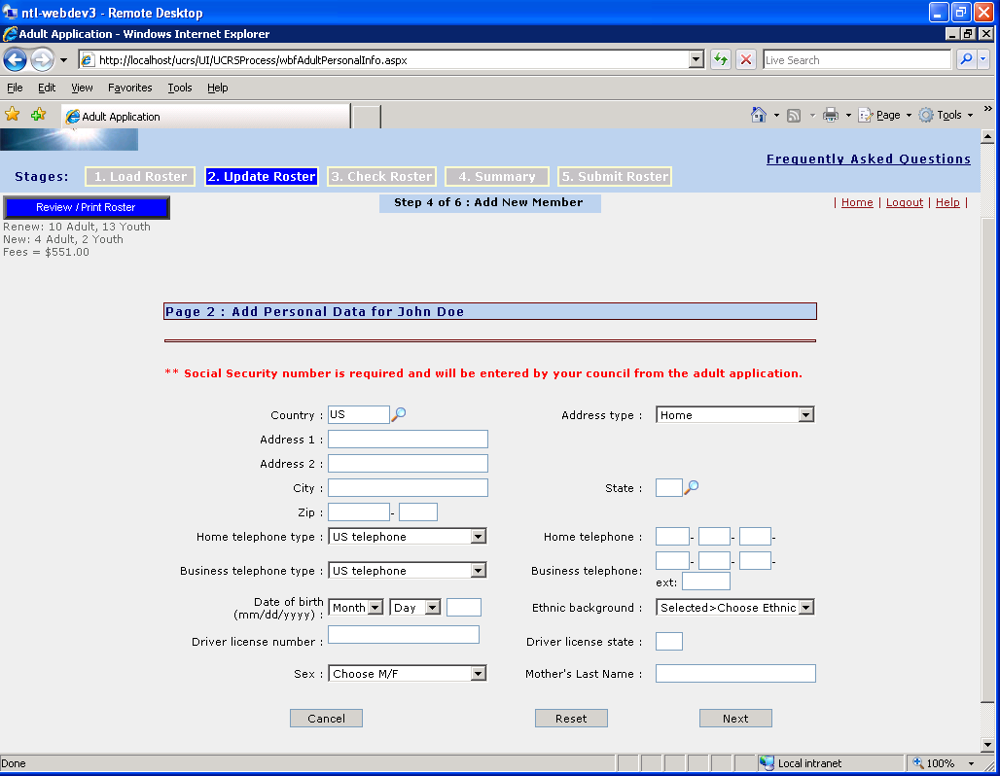 ntl-webdev3 - Remote Desktop
Adult Application - Windows Internet Explorer
http://localhost/ucrs/UI/UCRSProcess/wbfAdultPersonalInfo.aspx
Live Search
File Edit View Favorites Tools Help
Adult Application
Page Tools »
Frequently Asked Questions
Stages: 1. Load Roster 2. Update Roster 3. Check Roster 4. Summary 5. Submit Roster
Review / Print Roster
Step 4 of 6 : Add New Member
| Home | Logout | Help |
Renew: 10 Adult, 13 Youth
New: 4 Adult, 2 Youth
Fees = $551.00
Page 2 : Add Personal Data for John Doe
** Social Security number is required and will be entered by your council from the adult application.
Country : US Address type : Home
Address 1 :
Address 2 :
City : State :
Zip : -
Home telephone type : US telephone Home telephone : - - -
Business telephone type : US telephone Business telephone: - - -
ext:
Date of birth
(mm/dd/yyyy) : Month Day Ethnic background : Selected>Choose Ethnic
Driver license number : Driver license state :
Sex : Choose M/F Mother's Last Name :
Cancel Reset Next
Done Local intranet 100%